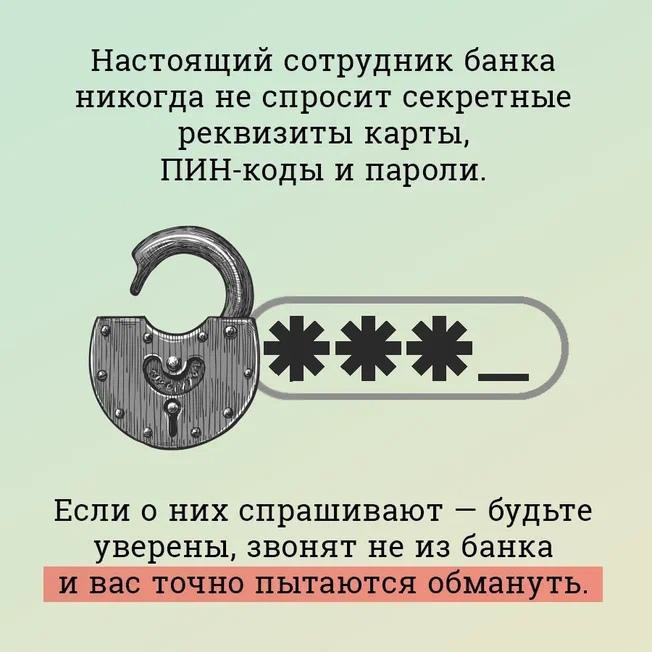 Настоящий сотрудник банка
никогда не спросит секретные
реквизиты карты,
ПИН-коды и пароли.
***_
Если о них спрашивают — будьте
уверены, звонят не из банка
и вас точно пытаются обмануть.